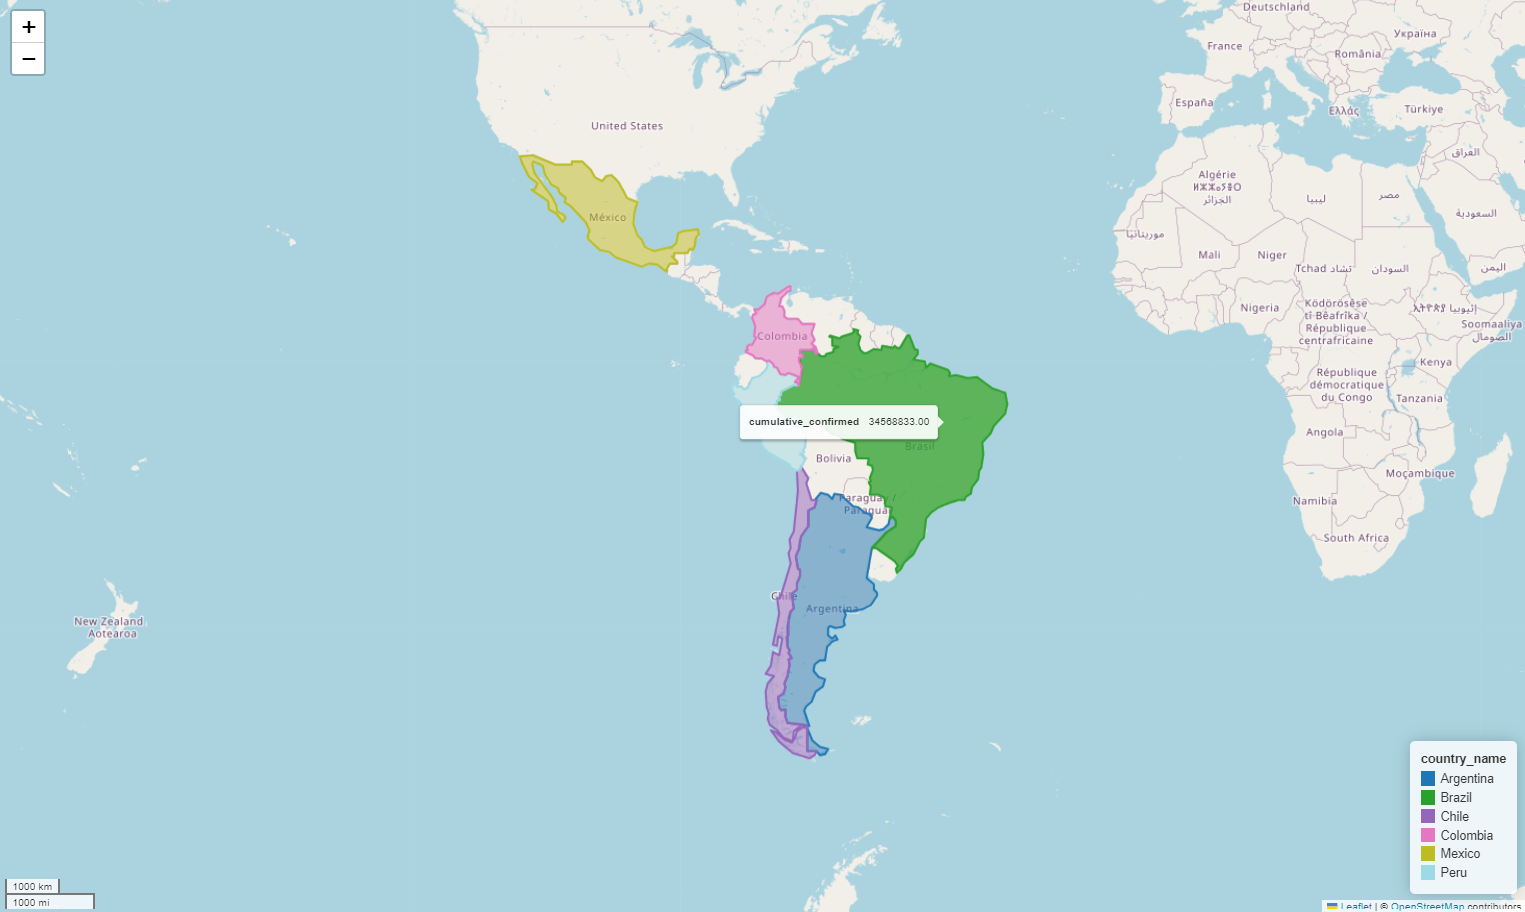 +
−
Deutschland
Україна
France
România
España
Ελλάς
Türkiye
United States
العراق
Algérie
ⵍⵣⵣⴰⵢⴻⵔ
الجزائر
ليبيا
مصر
السعودية
México
موريتانيا
Mali
Niger
Tchad تشاد
السودان
اليمن
Nigeria
Ködörösêse
tî Bêafrîka /
République
centrafricaine
Soomaaliya
الصومال
Colombia
Kenya
République
démocratique
du Congo
Tanzania
cumulative_confirmed 34568833.00
Brasil
Angola
Bolivia
Moçambique
Paraguay /
Namibia
South Africa
Chile
Argentina
New Zealand
Aotearoa
country_name
Argentina
Brazil
Chile
Colombia
Mexico
Peru
1000 km
1000 mi
Leaflet | © OpenStreetMap contributors